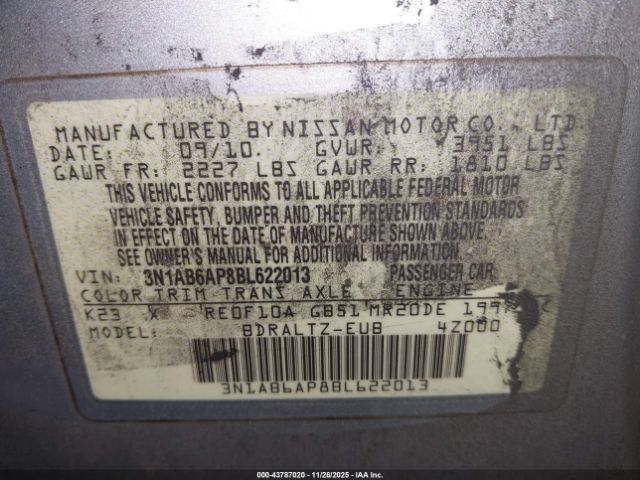 MANUFACTURED BY NISSAN MOTOR CO., LTD
DATE: 09/10. GVWR: 3951 LBS
GAWR FR: 2227 LBS GAWR RR: 1810 LBS
THIS VEHICLE CONFORMS TO ALL APPLICABLE FEDERAL MOTOR
VEHICLE SAFETY, BUMPER AND THEFT PREVENTION STANDARDS
IN EFFECT ON THE DATE OF MANUFACTURE SHOWN ABOVE.
SEE OWNER'S MANUAL FOR ADDITIONAL INFORMATION.
VIN: 3N1AB6AP8BL622013 PASSENGER CAR
COLOR TRIM TRANS AXLE ENGINE
K23 X RE0F10A GB51 MR20DE
MODEL: BDRALTZ-EUB 4Z000
3N1AB6AP8BL622013
000-43787020 | 11/26/2025 - IAAI.COM